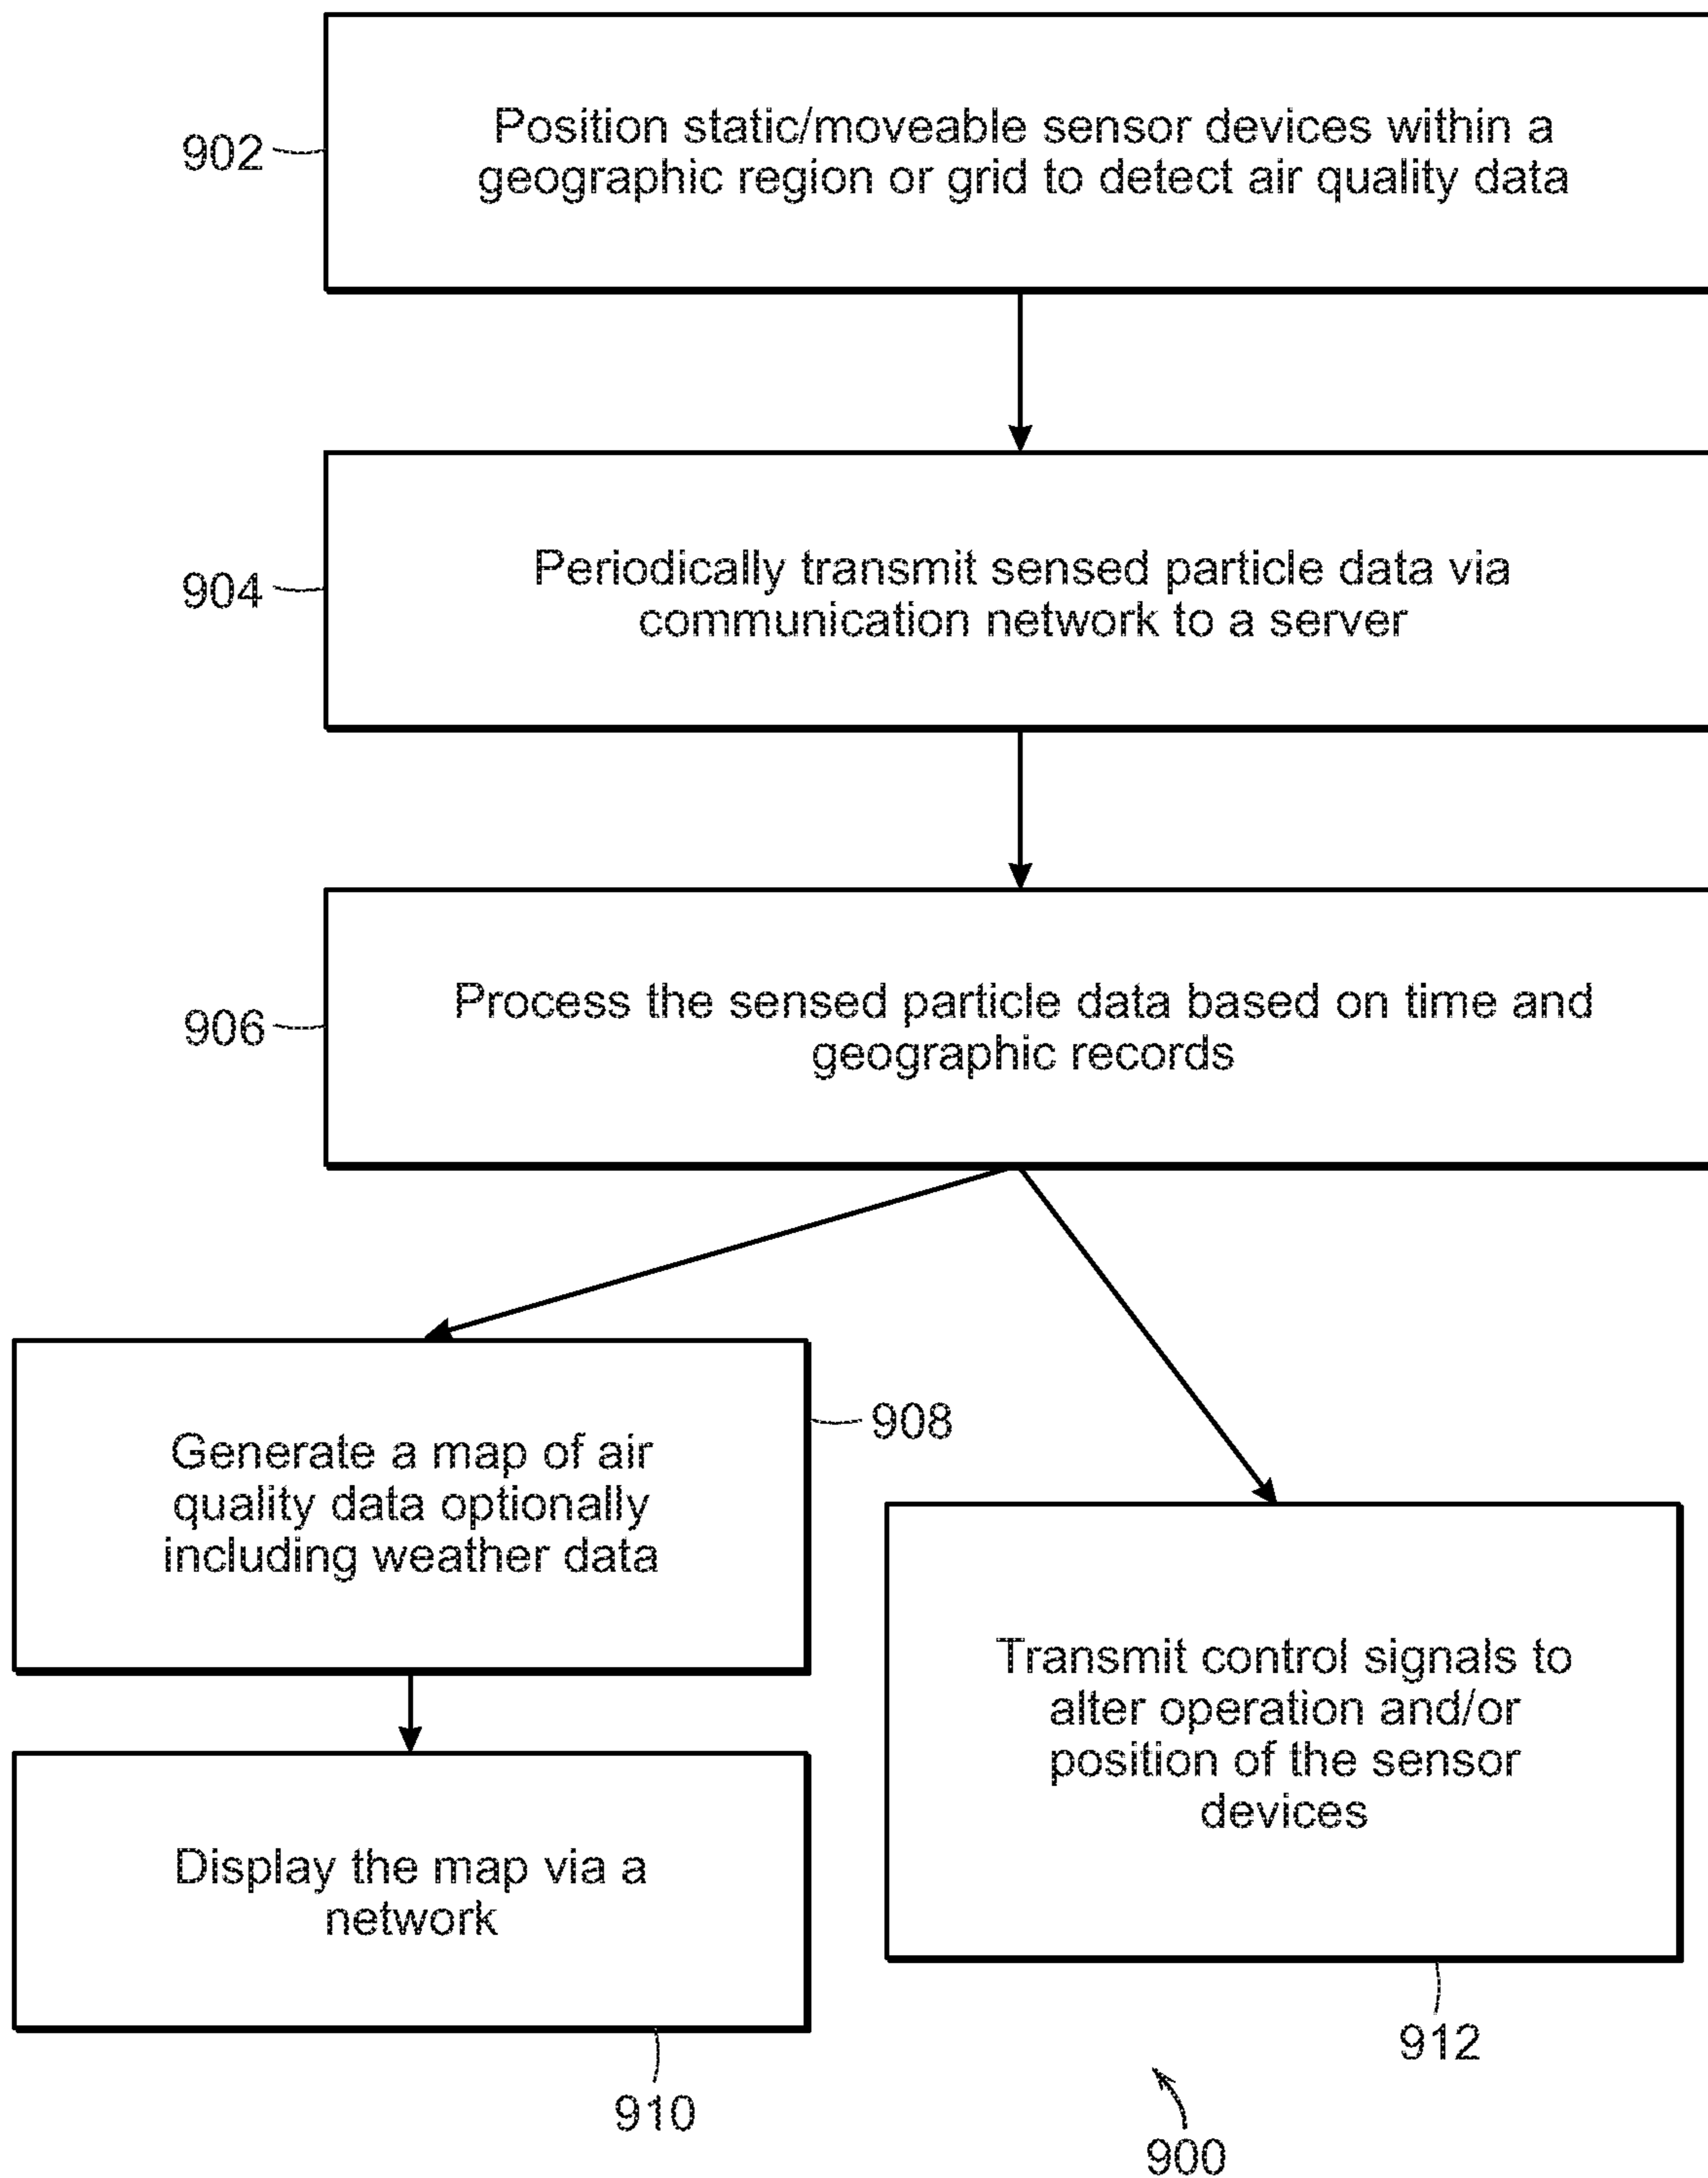 Position static/moveable sensor devices within a
geographic region or grid to detect air quality data
902
Periodically transmit sensed particle data via
communication network to a server
904
Process the sensed particle data based on time and
geographic records
906
Generate a map of air
quality data optionally
including weather data
908
Transmit control signals to
alter operation and/or
position of the sensor
devices
912
Display the map via a
network
910
900